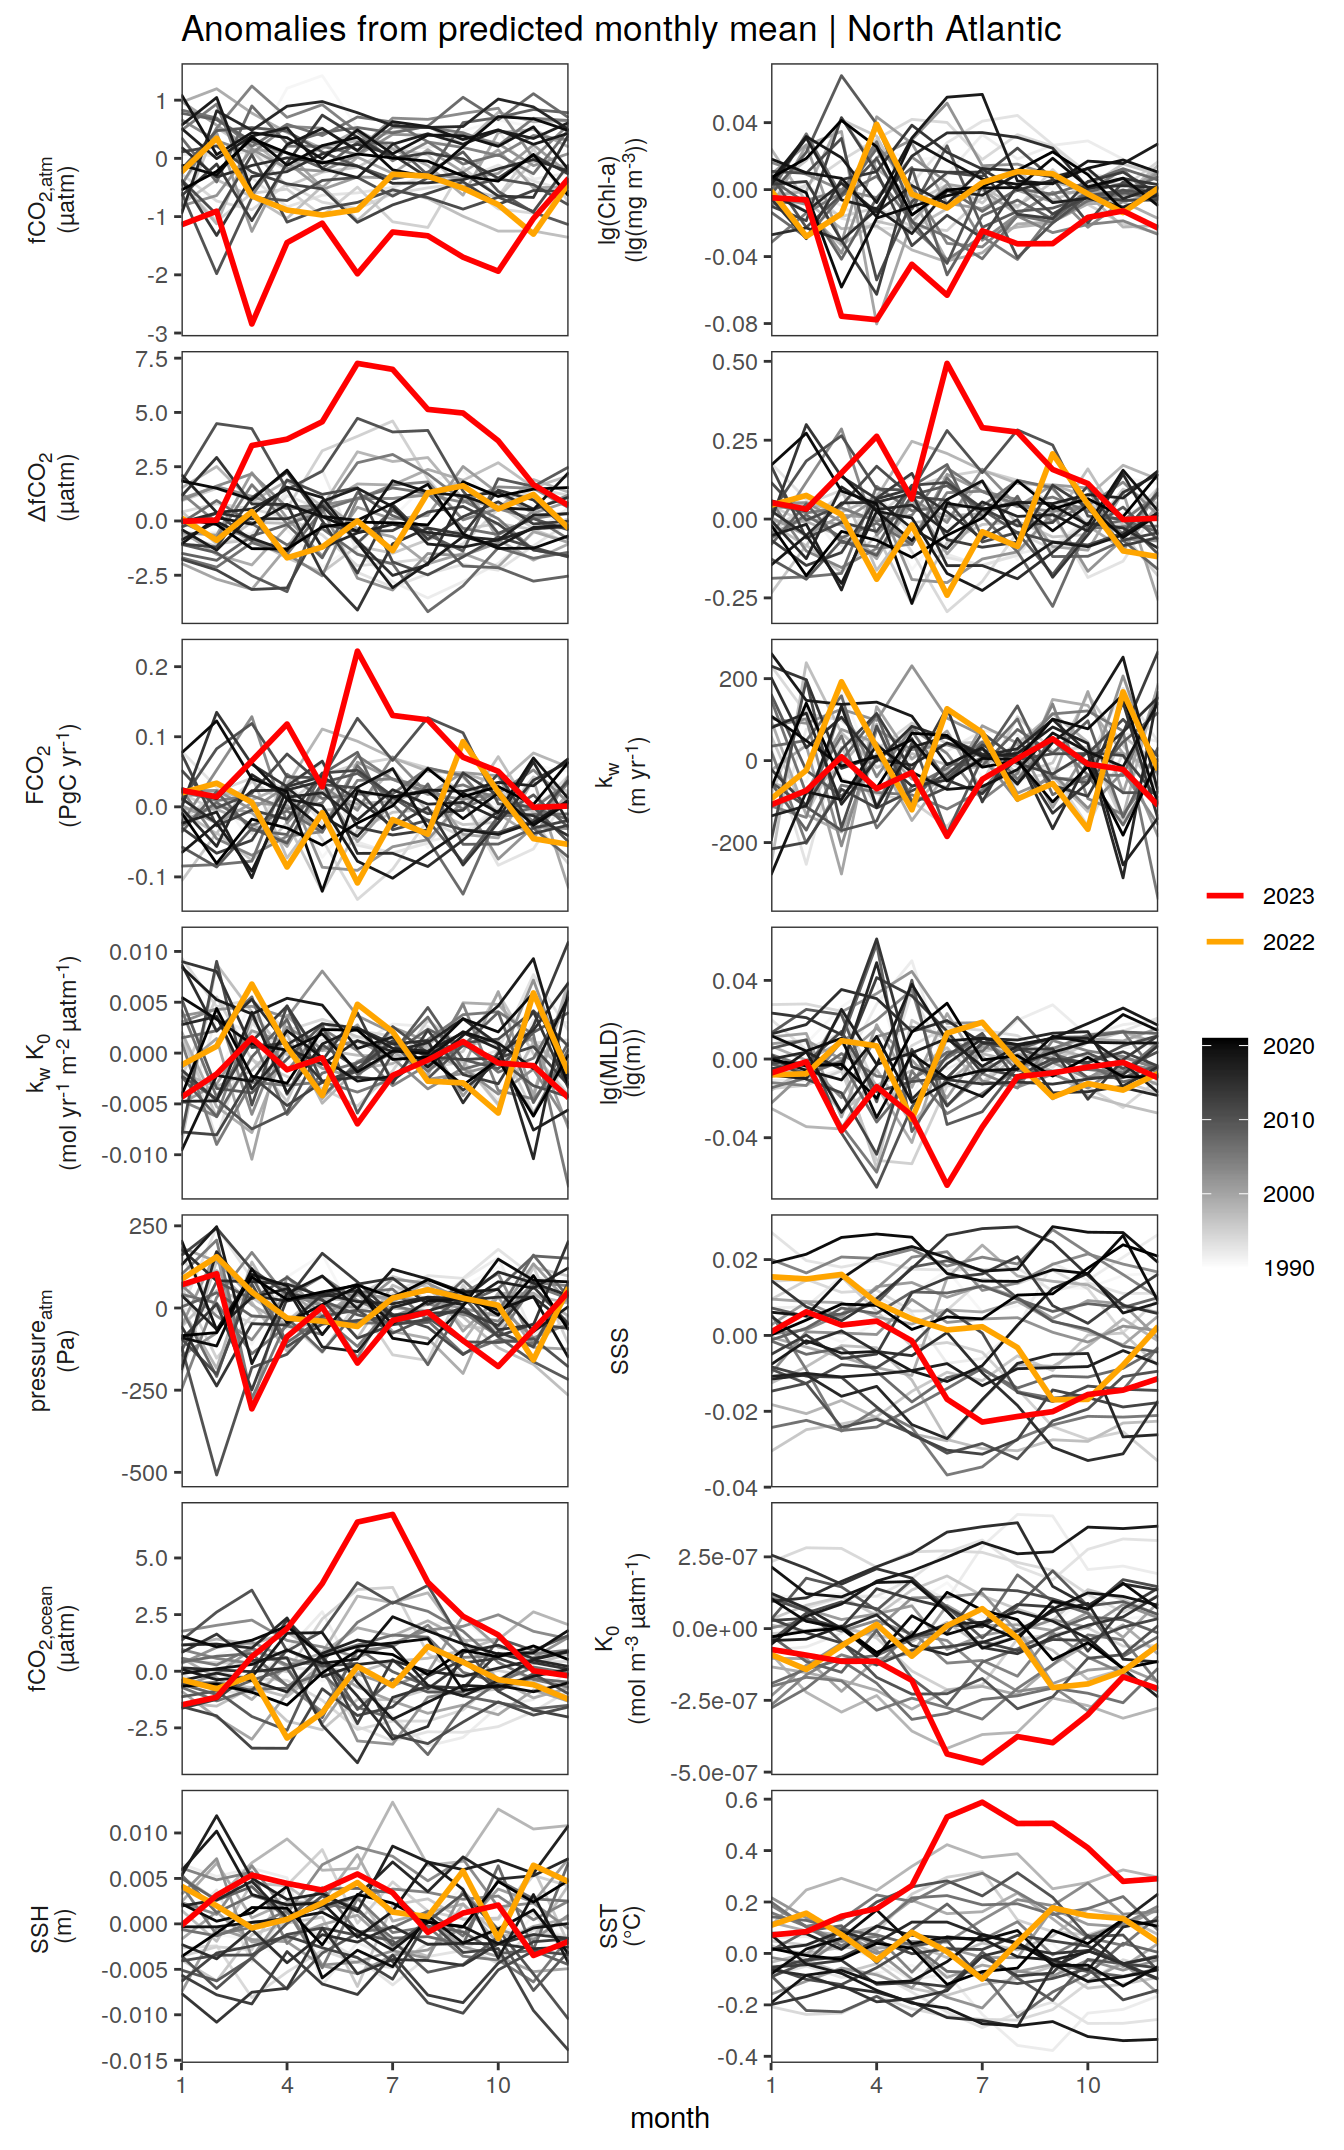 Anomalies from predicted monthly mean | North Atlantic
fCO2,atm
(µatm)
1
0
-1
-2
-3
lg(Chl-a)
(lg(mg m-3))
0.04
0.00
-0.04
-0.08
ΔfCO2
(µatm)
7.5
5.0
2.5
0.0
-2.5
0.50
0.25
0.00
-0.25
FCO2
(PgC yr-1)
0.2
0.1
0.0
-0.1
kw
(m yr-1)
200
0
-200
kw K0
(mol yr-1 m-2 µatm-1)
0.010
0.005
0.000
-0.005
-0.010
lg(MLD)
(lg(m))
0.04
0.00
-0.04
pressureatm
(Pa)
250
0
-250
-500
SSS
0.02
0.00
-0.02
-0.04
fCO2,ocean
(µatm)
5.0
2.5
0.0
-2.5
K0
(mol m-3 µatm-1)
2.5e-07
0.0e+00
-2.5e-07
-5.0e-07
SSH
(m)
0.010
0.005
0.000
-0.005
-0.010
-0.015
SST
(°C)
0.6
0.4
0.2
0.0
-0.2
-0.4
1 4 7 10
1 4 7 10
month
2023
2022
2020
2010
2000
1990